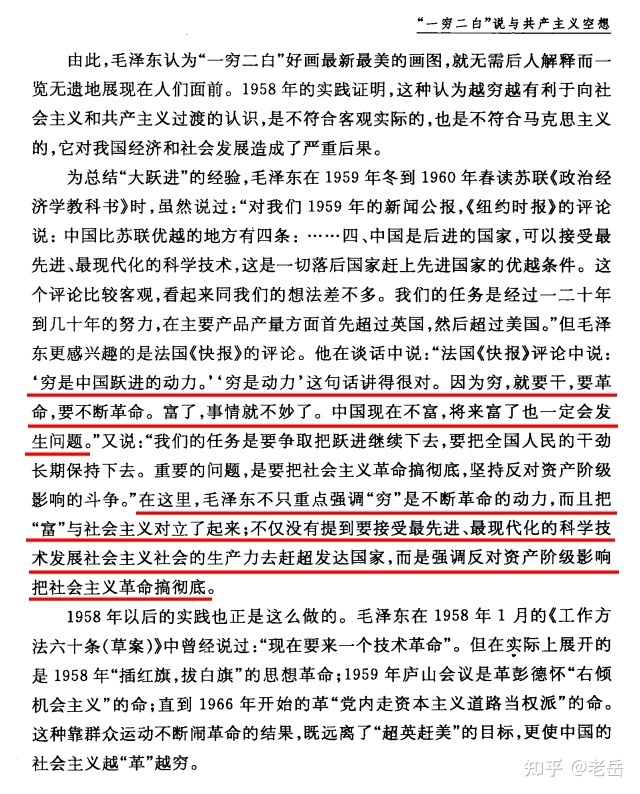 “一穷二白”说与共产主义空想
由此，毛泽东认为“一穷二白”好画最新最美的画图，就无需后人解释而一
览无遗地展现在人们面前。1958 年的实践证明，这种认为越穷越有利于向社
会主义和共产主义过渡的认识，是不符合客观实际的，也是不符合马克思主义
的，它对我国经济和社会发展造成了严重后果。
为总结“大跃进”的经验，毛泽东在 1959 年冬到 1960 年春读苏联《政治经
济学教科书》时，虽然说过：“对我们 1959 年的新闻公报，《纽约时报》的评论
说：中国比苏联优越的地方有四条：……四、中国是后进的国家，可以接受最
先进、最现代化的科学技术，这是一切落后国家赶上先进国家的优越条件。这
个评论比较客观，看起来同我们的想法差不多。我们的任务是经过一二十年
到几十年的努力，在主要产品产量方面首先超过英国，然后超过美国。”但毛泽
东更感兴趣的是法国《快报》的评论。他在谈话中说：“法国《快报》评论中说：
‘穷是中国跃进的动力。’‘穷是动力’这句话讲得很对。因为穷，就要干，要革
命，要不断革命。富了，事情就不妙了。中国现在不富，将来富了也一定会发
生问题。”又说：“我们的任务是要争取把跃进继续下去，要把全国人民的干劲
长期保持下去。重要的问题，是要把社会主义革命搞彻底，坚持反对资产阶级
影响的斗争。”在这里，毛泽东不只重点强调“穷”是不断革命的动力，而且把
“富”与社会主义对立了起来；不仅没有提到要接受最先进、最现代化的科学技
术发展社会主义社会的生产力去赶超发达国家，而是强调反对资产阶级影响
把社会主义革命搞彻底。
1958 年以后的实践也正是这么做的。毛泽东在 1958 年 1 月的《工作方
法六十条（草案）》中曾经说过：“现在要来一个技术革命”。但在实际上展开的
是 1958 年“插红旗，拔白旗”的思想革命；1959 年庐山会议是革彭德怀“右倾
机会主义”的命；直到 1966 年开始的革“党内走资本主义道路当权派”的命。
这种靠群众运动不断闹革命的结果，既远离了“超英赶美”的目标，更使中国的
社会主义越“革”越穷。
知乎 @老岳